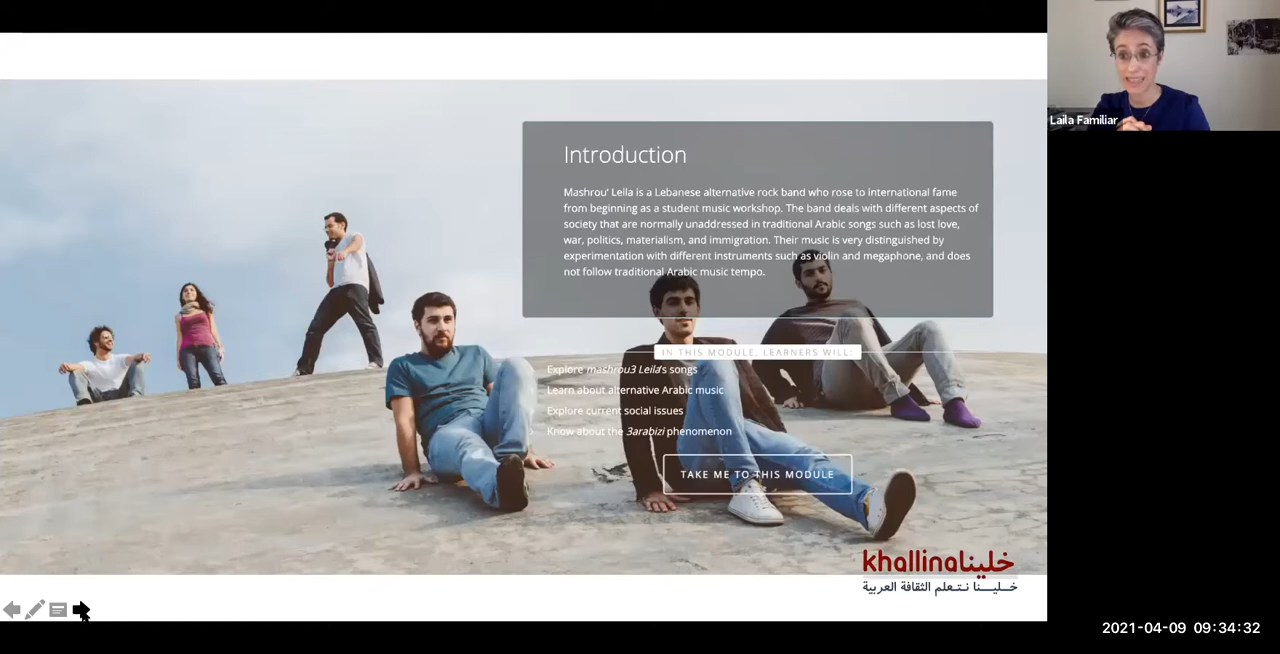 Introduction
Mashrou' Leila is a Lebanese alternative rock band who rose to international fame
from beginning as a student music workshop. The band deals with different aspects of
society that are normally unaddressed in traditional Arabic songs such as lost love,
war, politics, materialism, and immigration. Their music is very distinguished by
experimentation with different instruments such as violin and megaphone, and does
not follow traditional Arabic music tempo.
IN THIS MODULE, LEARNERS WILL:
Explore mashrou3 Leila's songs
Learn about alternative Arabic music
Explore current social issues
Know about the 3arabizi phenomenon
TAKE ME TO THIS MODULE
khallina خلينا
خلينا نتعلم الثقافة العربية
Laila Familiar
2021-04-09 09:34:32